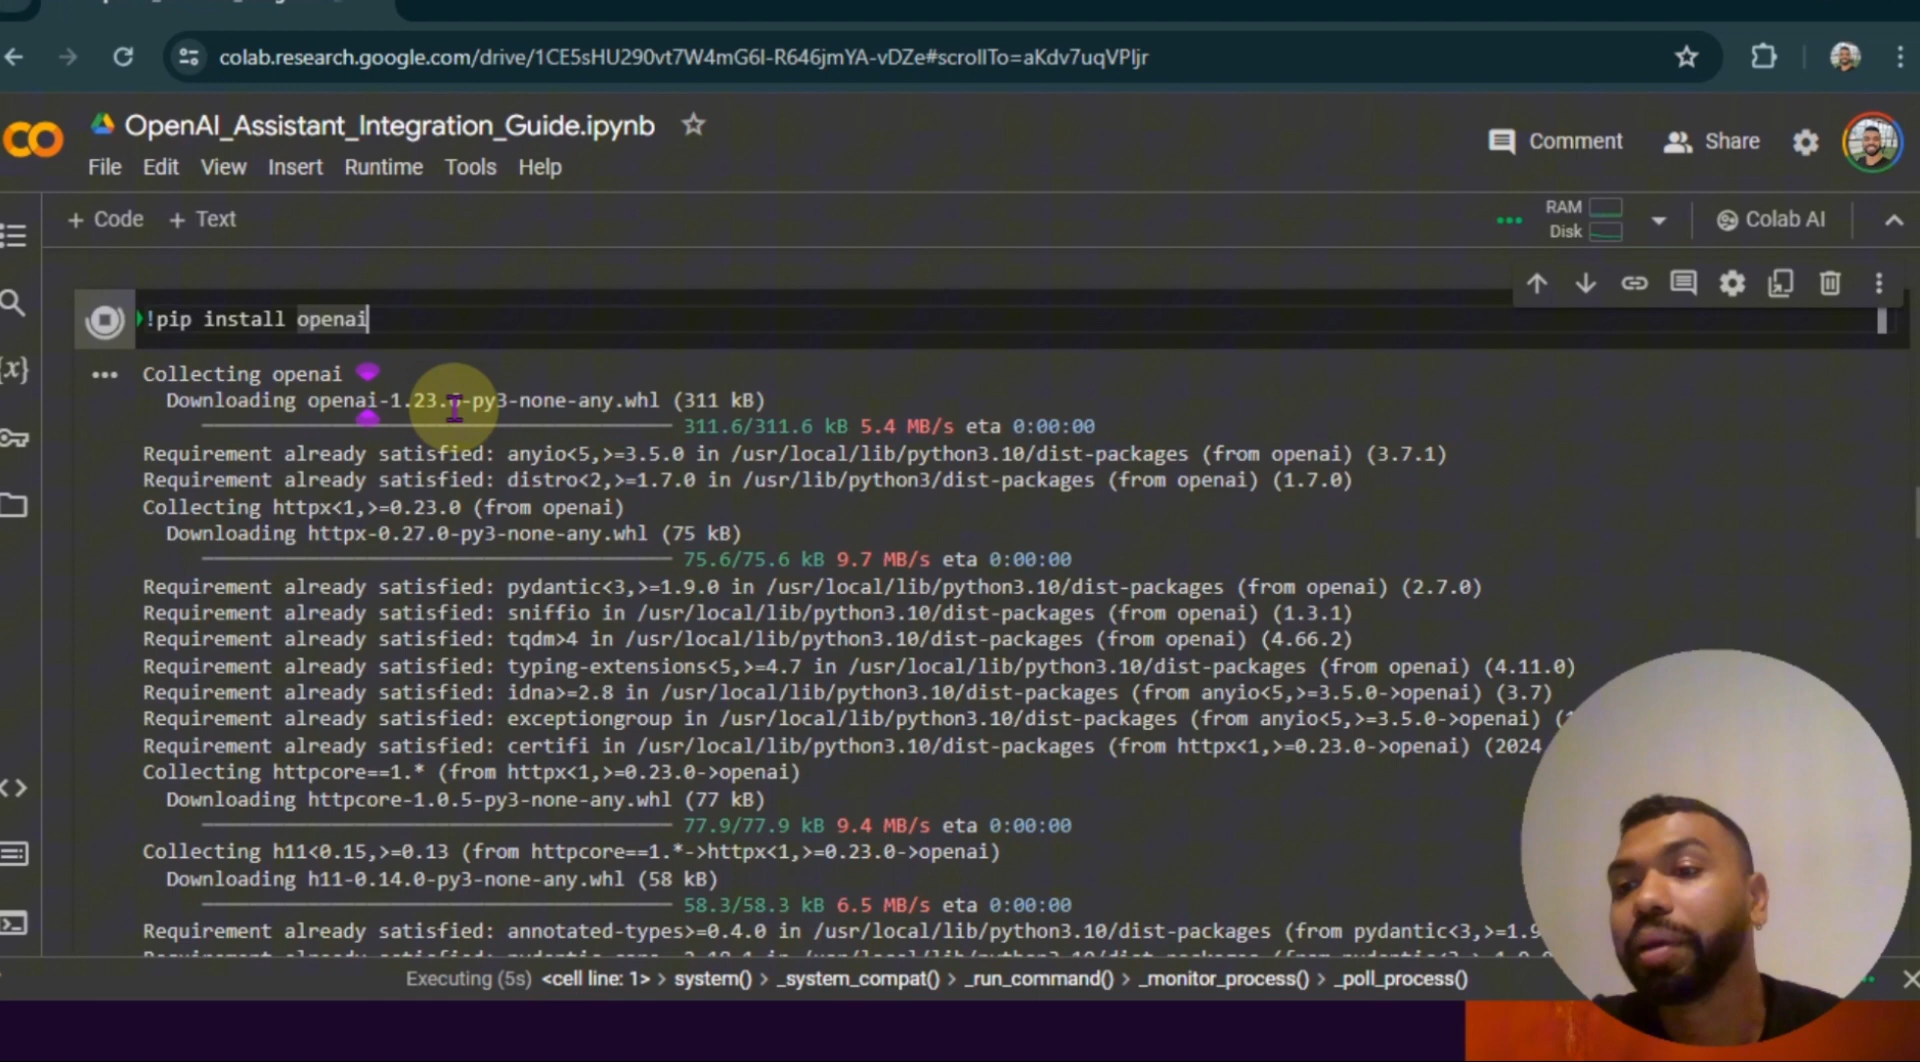 colab.research.google.com/drive/1CE5sHU290vt7W4mG6I-R646jmYA-vDZe#scrollTo=aKdv7uqVPljr
OpenAI_Assistant_Integration_Guide.ipynb
Comment Share
File Edit View Insert Runtime Tools Help
+ Code + Text
RAM
Disk
Colab AI
!pip install openai
Collecting openai
Downloading openai-1.23. -py3-none-any.whl (311 kB)
311.6/311.6 kB 5.4 MB/s eta 0:00:00
Requirement already satisfied: anyio<5,>=3.5.0 in /usr/local/lib/python3.10/dist-packages (from openai) (3.7.1)
Requirement already satisfied: distro<2,>=1.7.0 in /usr/lib/python3/dist-packages (from openai) (1.7.0)
Collecting httpx<1,>=0.23.0 (from openai)
Downloading httpx-0.27.0-py3-none-any.whl (75 kB)
75.6/75.6 kB 9.7 MB/s eta 0:00:00
Requirement already satisfied: pydantic<3,>=1.9.0 in /usr/local/lib/python3.10/dist-packages (from openai) (2.7.0)
Requirement already satisfied: sniffio in /usr/local/lib/python3.10/dist-packages (from openai) (1.3.1)
Requirement already satisfied: tqdm>4 in /usr/local/lib/python3.10/dist-packages (from openai) (4.66.2)
Requirement already satisfied: typing-extensions<5,>=4.7 in /usr/local/lib/python3.10/dist-packages (from openai) (4.11.0)
Requirement already satisfied: idna>=2.8 in /usr/local/lib/python3.10/dist-packages (from anyio<5,>=3.5.0->openai) (3.7)
Requirement already satisfied: exceptiongroup in /usr/local/lib/python3.10/dist-packages (from anyio<5,>=3.5.0->openai)
Requirement already satisfied: certifi in /usr/local/lib/python3.10/dist-packages (from httpx<1,>=0.23.0->openai) (2024
Collecting httpcore==1.* (from httpx<1,>=0.23.0->openai)
Downloading httpcore-1.0.5-py3-none-any.whl (77 kB)
77.9/77.9 kB 9.4 MB/s eta 0:00:00
Collecting h11<0.15,>=0.13 (from httpcore==1.*->httpx<1,>=0.23.0->openai)
Downloading h11-0.14.0-py3-none-any.whl (58 kB)
58.3/58.3 kB 6.5 MB/s eta 0:00:00
Requirement already satisfied: annotated-types>=0.4.0 in /usr/local/lib/python3.10/dist-packages (from pydantic<3,>=1.9
Executing (5s) <cell line: 1> > system() > _system_compat() > _run_command() > _monitor_process() > _poll_process()